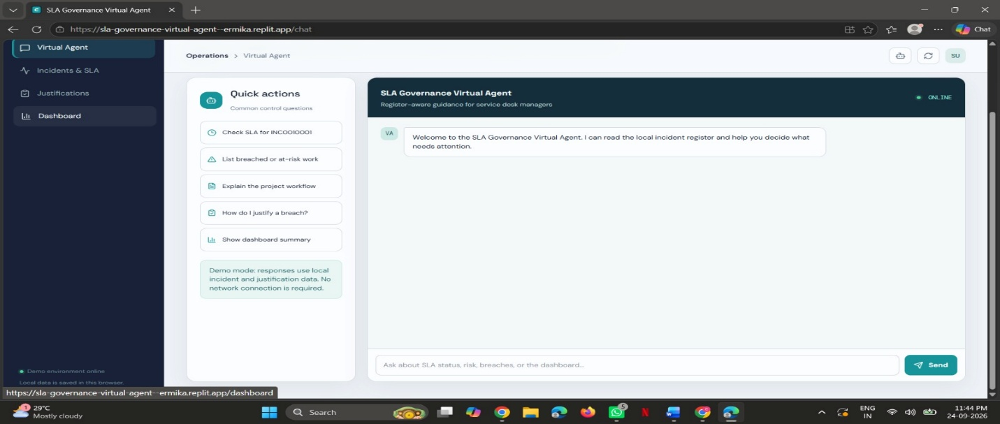 SLA Governance Virtual Agent
https://sla-governance-virtual-agent--ermika.replit.app/chat
Chat
Virtual Agent
Incidents & SLA
Justifications
Dashboard
Operations > Virtual Agent
SU
Quick actions
Common control questions
Check SLA for INC0010001
List breached or at-risk work
Explain the project workflow
How do I justify a breach?
Show dashboard summary
Demo mode: responses use local
incident and justification data. No
network connection is required.
SLA Governance Virtual Agent
Register-aware guidance for service desk managers
ONLINE
VA
Welcome to the SLA Governance Virtual Agent. I can read the local incident register and help you decide what
needs attention.
Ask about SLA status, risk, breaches, or the dashboard...
Send
Demo environment online
Local data is saved in this browser.
https://sla-governance-virtual-agent--ermika.replit.app/dashboard
1
29°C
Mostly cloudy
Search
5
ENG
IN
11:44 PM
24-09-2026